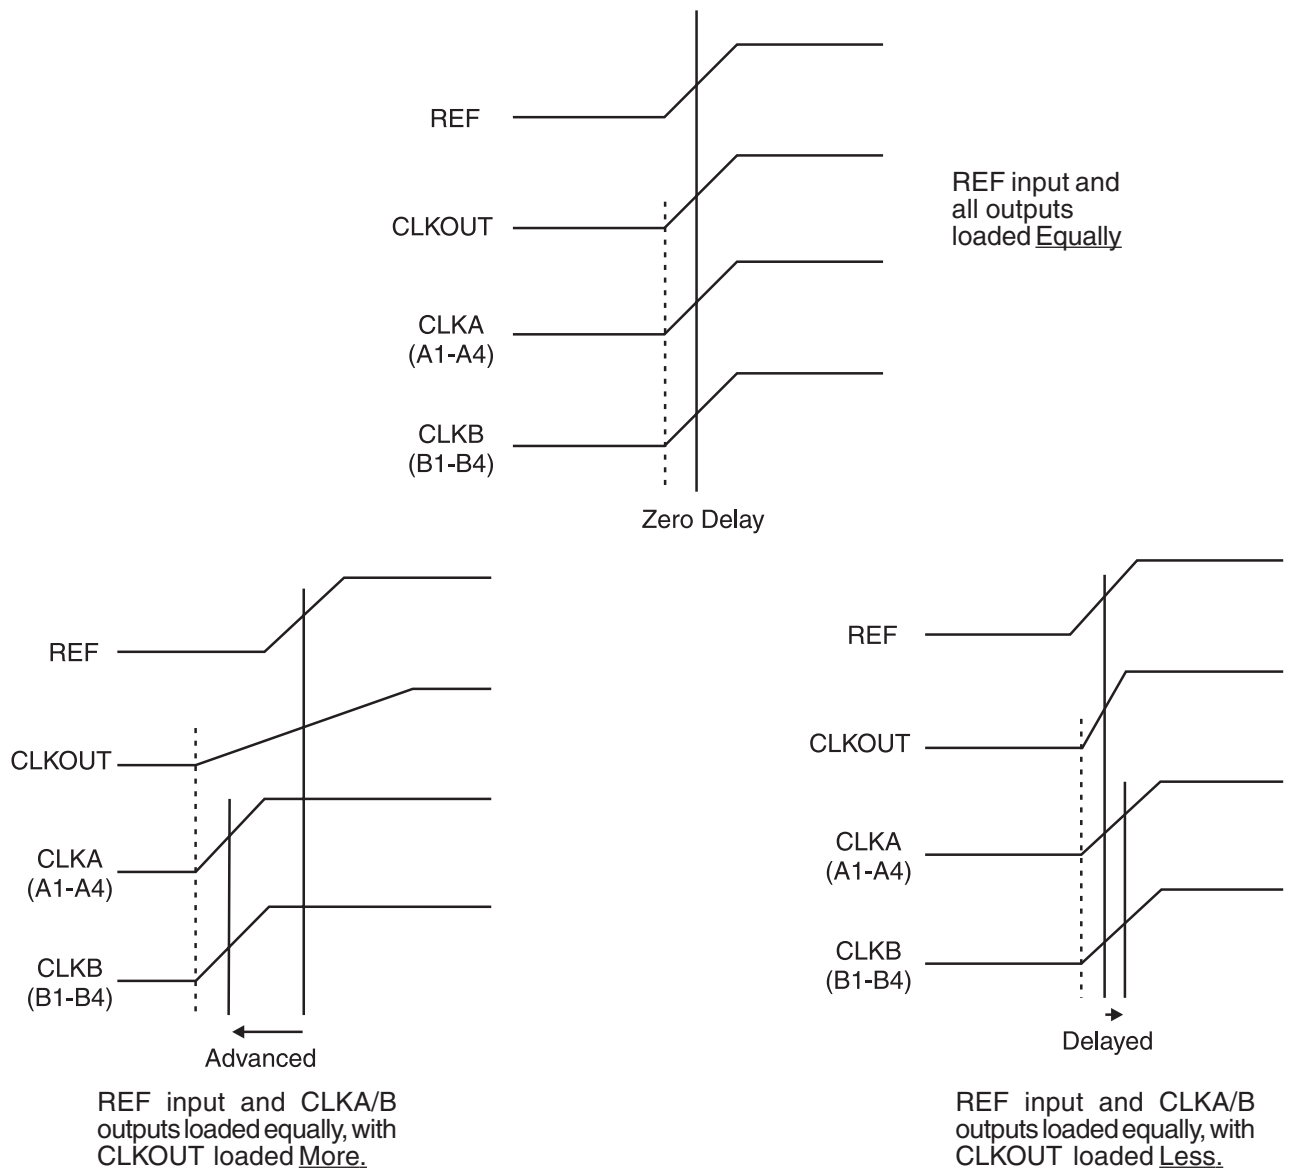 REF
CLKOUT
CLKA
(A1-A4)
CLKB
(B1-B4)
REF input and
all outputs
loaded Equally
Zero Delay
REF
CLKOUT
CLKA
(A1-A4)
CLKB
(B1-B4)
Advanced
REF input and CLKA/B
outputs loaded equally, with
CLKOUT loaded More.
REF
CLKOUT
CLKA
(A1-A4)
CLKB
(B1-B4)
Delayed
REF input and CLKA/B
outputs loaded equally, with
CLKOUT loaded Less.